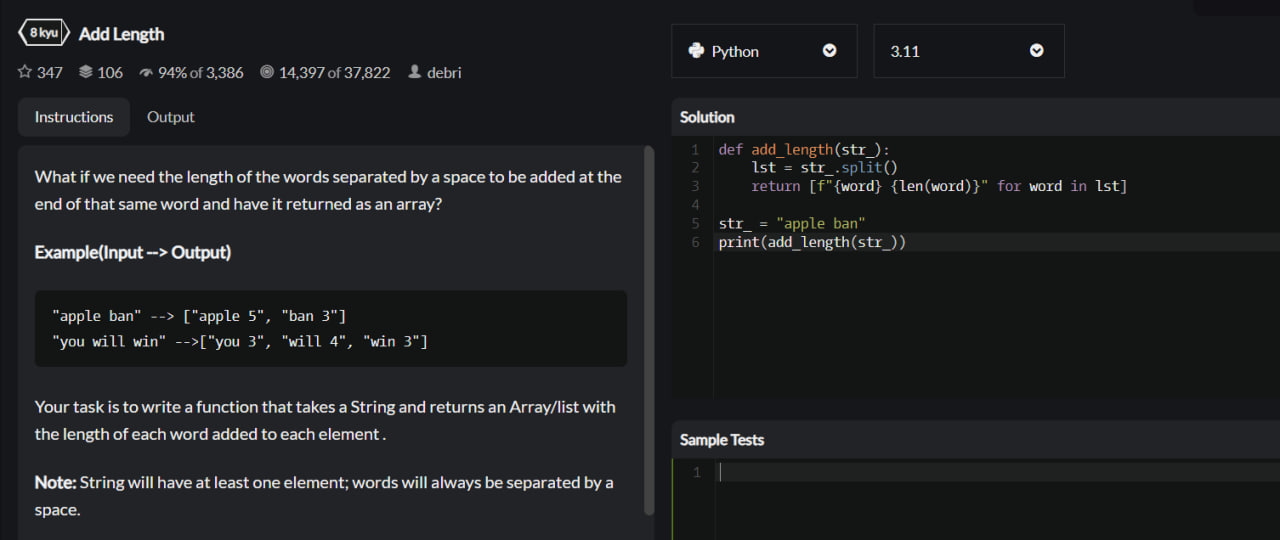 8 kyu Add Length
347 106 94% of 3,386 14,397 of 37,822 debri
Instructions Output
What if we need the length of the words separated by a space to be added at the
end of that same word and have it returned as an array?
Example(Input --> Output)
"apple ban" --> ["apple 5", "ban 3"]
"you will win" -->["you 3", "will 4", "win 3"]
Your task is to write a function that takes a String and returns an Array/list with
the length of each word added to each element .
Note: String will have at least one element; words will always be separated by a
space.
Python 3.11
Solution
1 def add_length(str_):
2     lst = str_.split()
3     return [f"{word} {len(word)}" for word in lst]
4
5 str_ = "apple ban"
6 print(add_length(str_))
Sample Tests
1